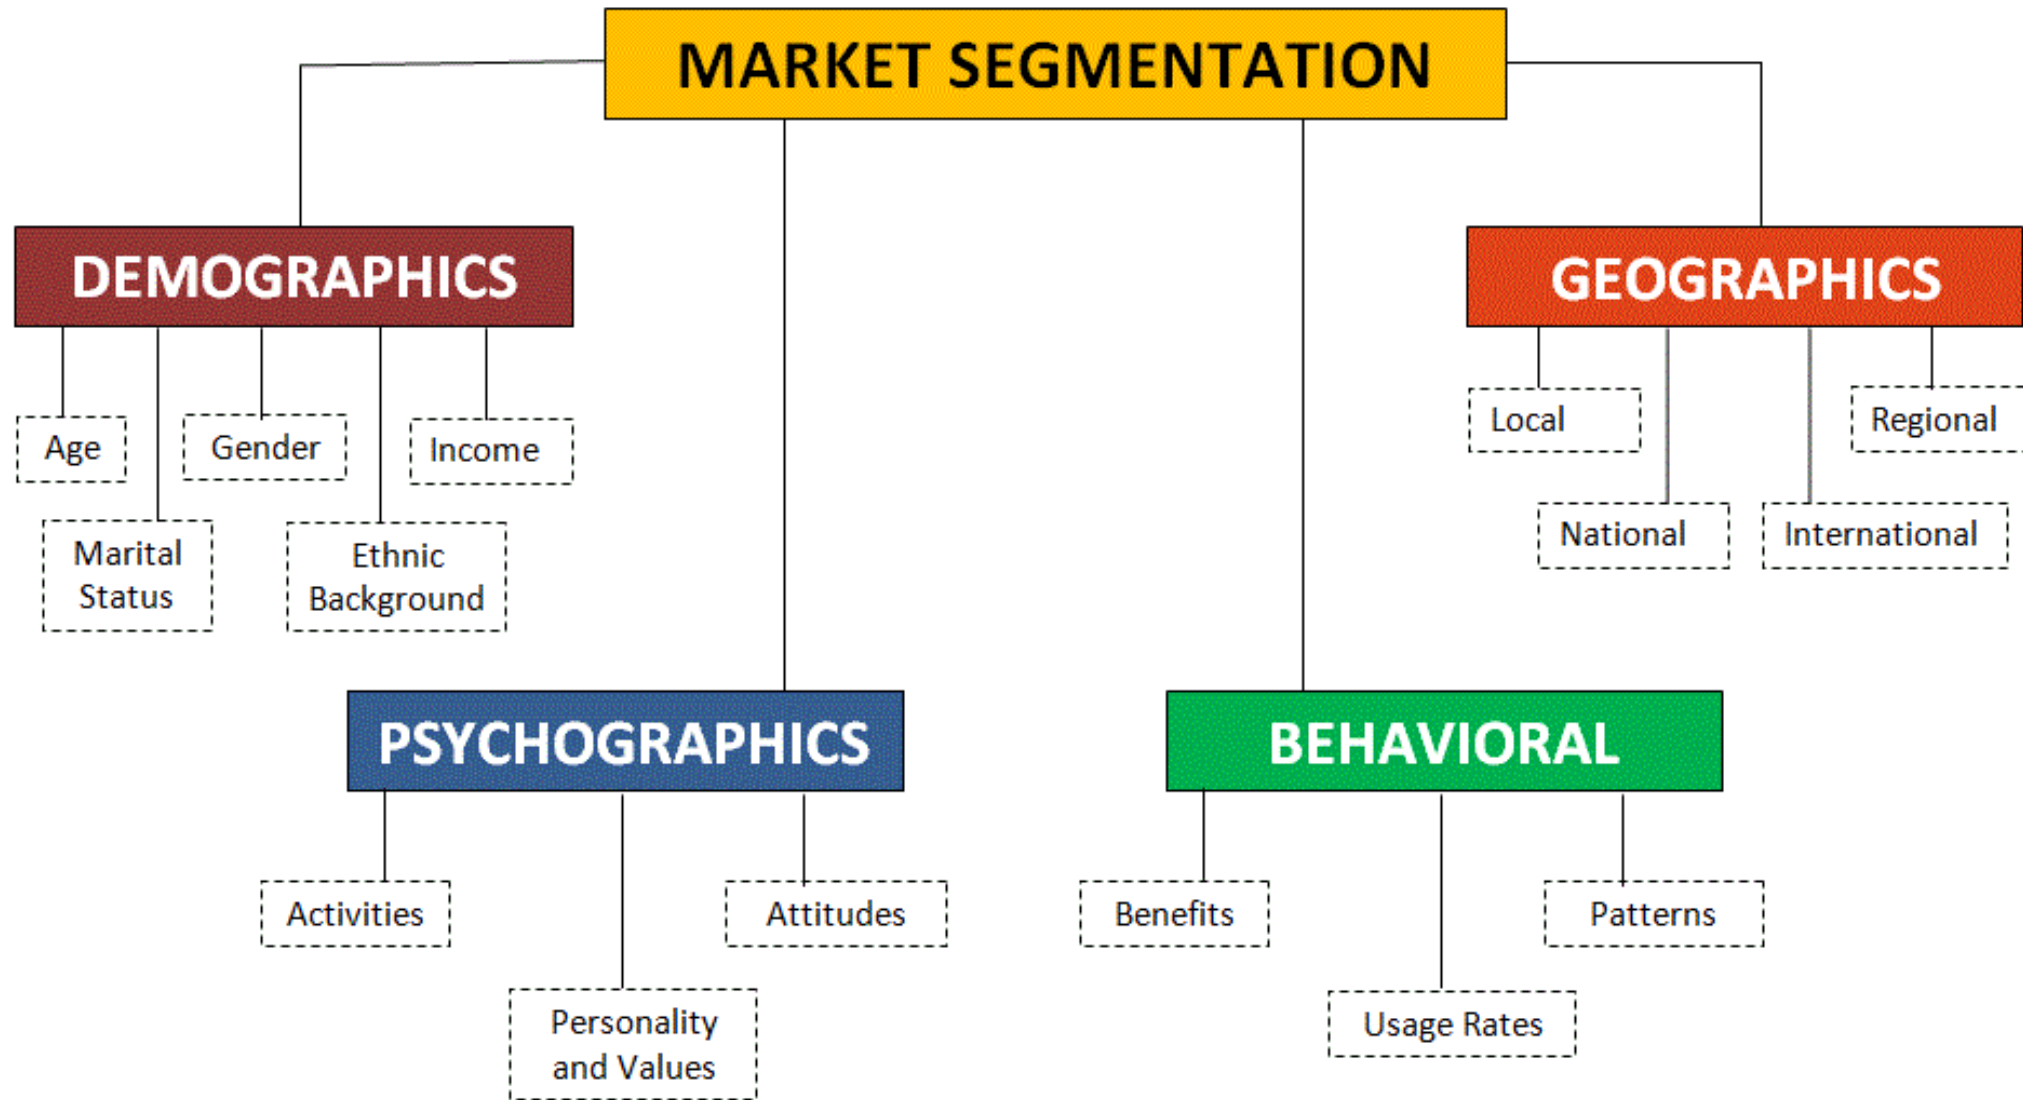 MARKET SEGMENTATION
DEMOGRAPHICS
GEOGRAPHICS
Age
Gender
Income
Marital
Status
Ethnic
Background
Local
Regional
National
International
PSYCHOGRAPHICS
BEHAVIORAL
Activities
Attitudes
Personality
and Values
Benefits
Patterns
Usage Rates